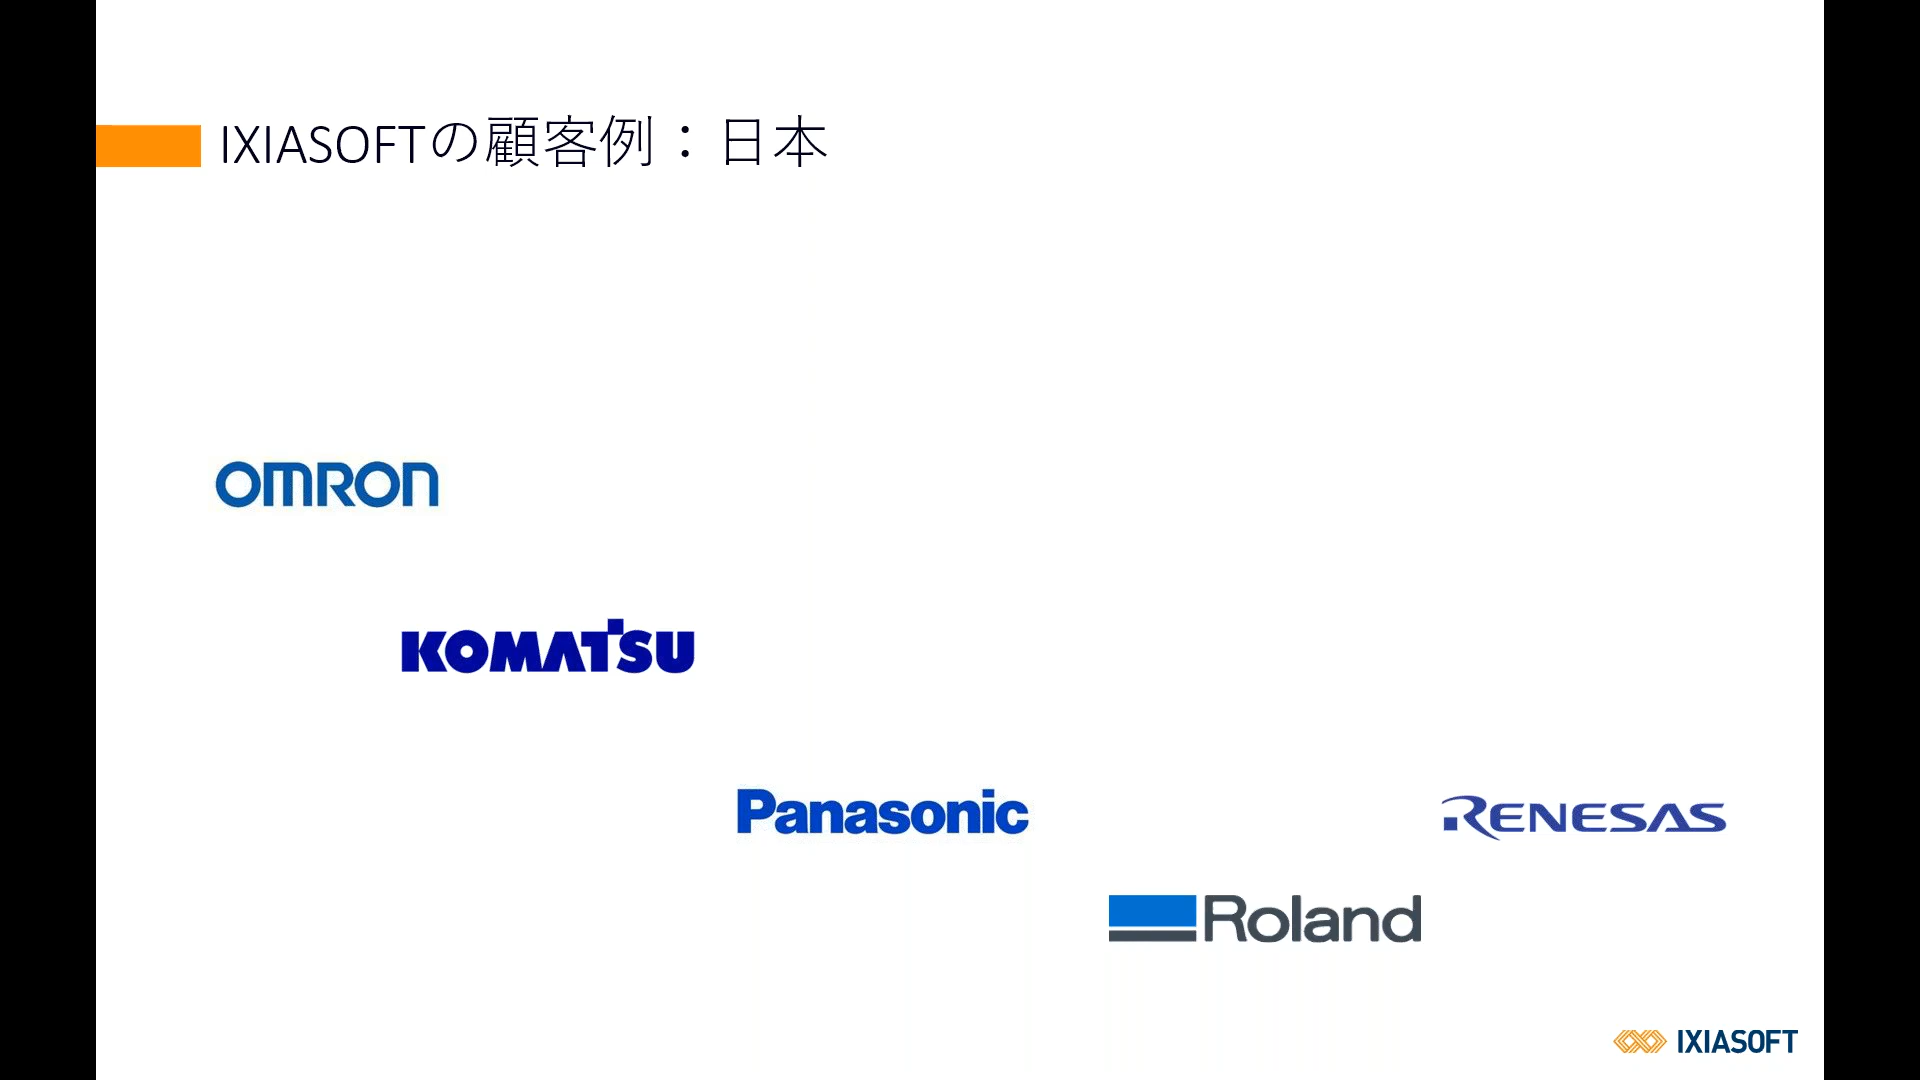 IXIASOFTの顧客例：日本
OMRON
KOMATSU
Panasonic
RENESAS
Roland
IXIASOFT